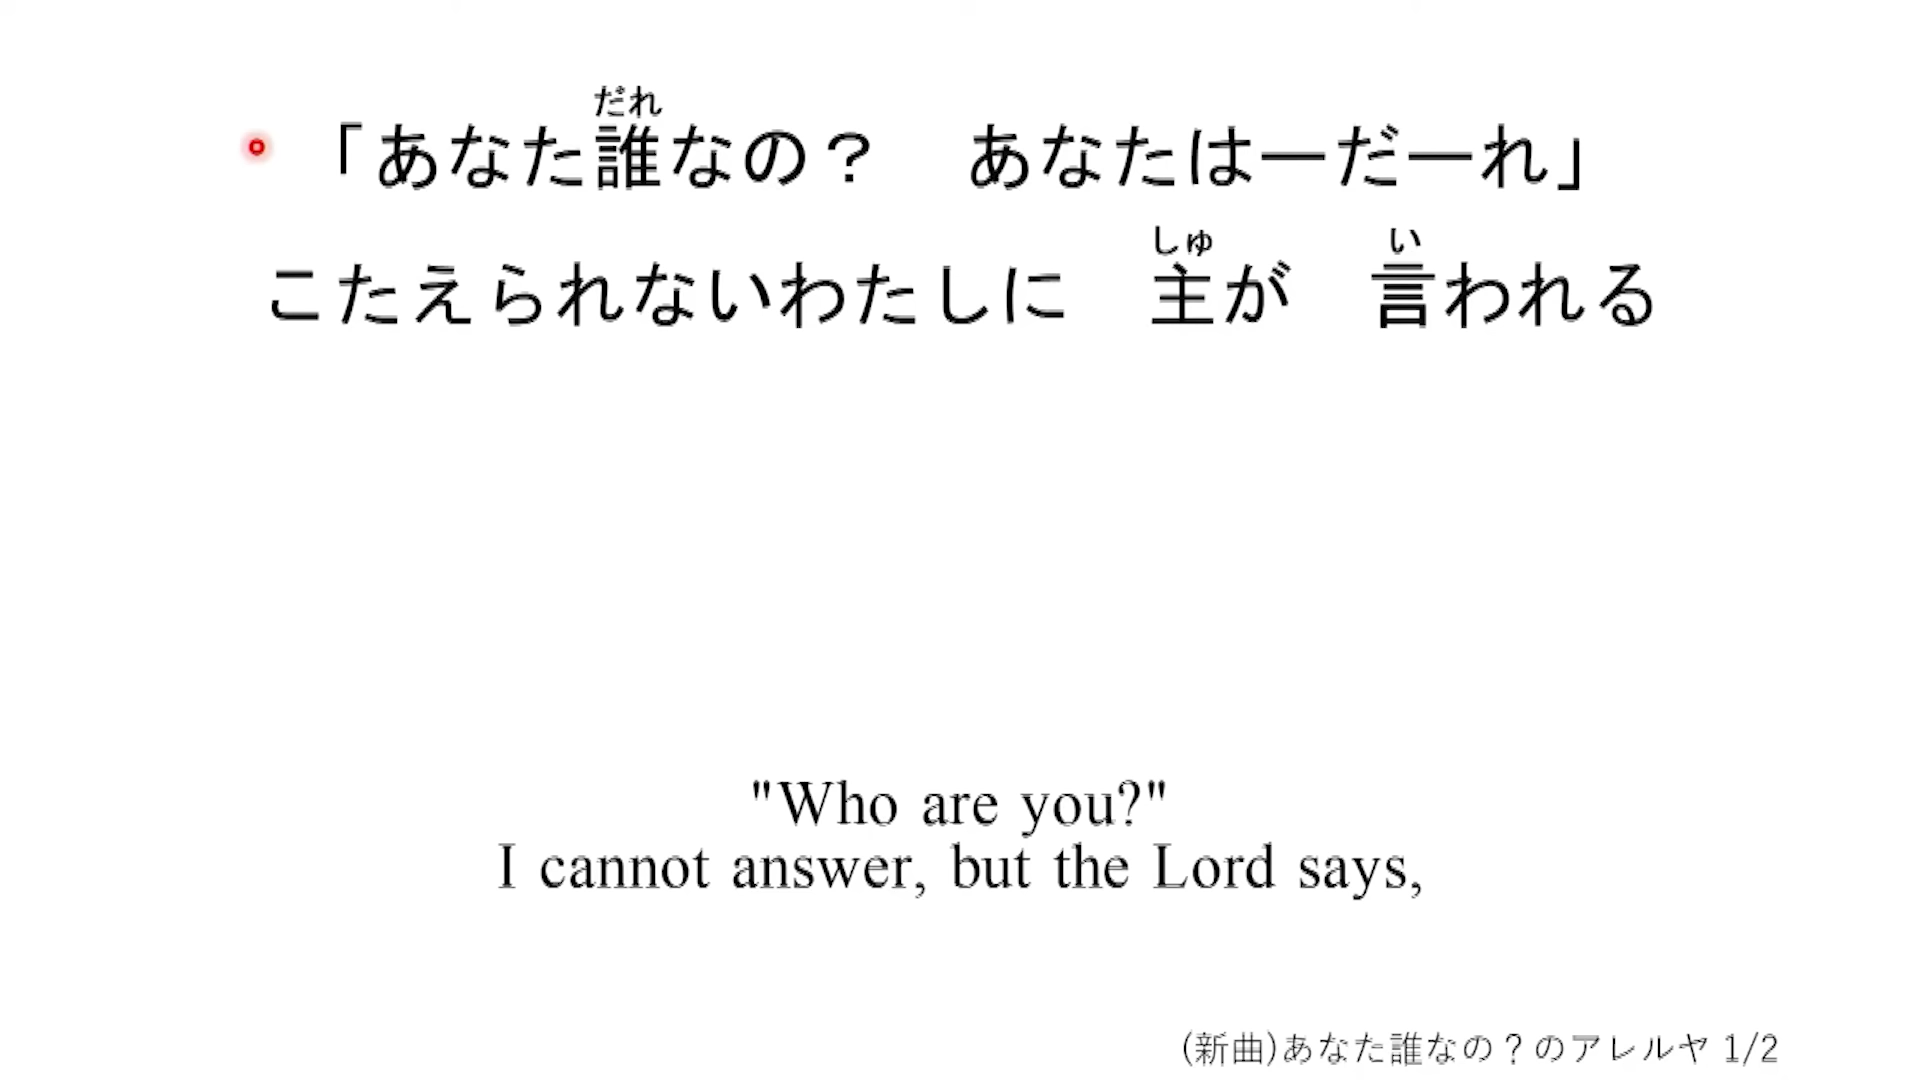 だれ
「あなた誰なの？　あなたはーだーれ」
しゅ　い
こたえられないわたしに　主が　言われる
"Who are you?"
I cannot answer, but the Lord says,
(新曲)あなた誰なの？のアレルヤ 1/2